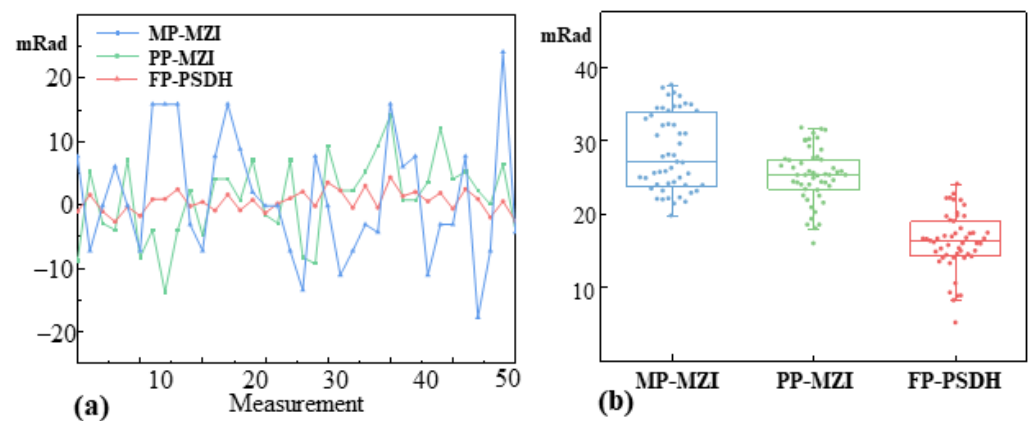 mRad
MP-MZI
PP-MZI
FP-PSDH
20
10
0
−10
−20
10 20 30 40 50
Measurement
(a)
mRad
40
30
20
10
MP-MZI PP-MZI FP-PSDH
(b)